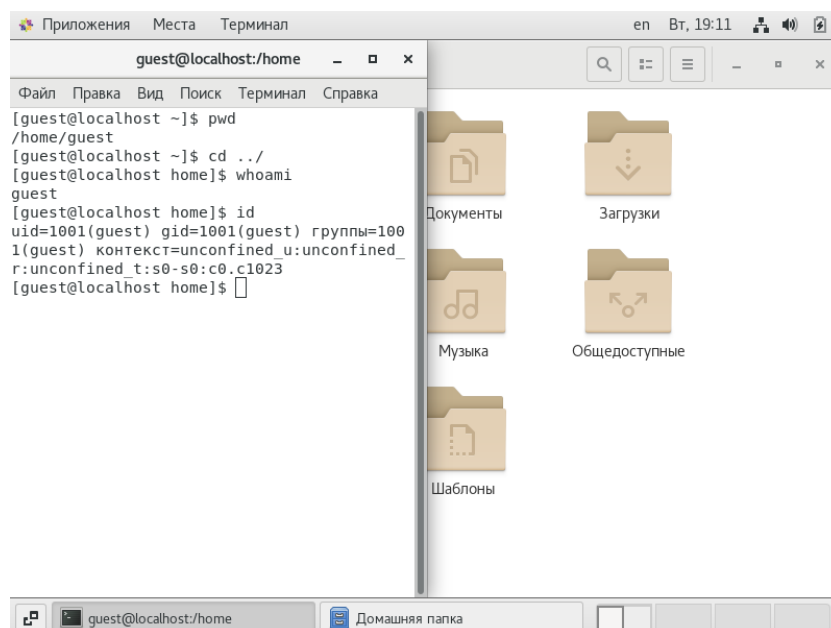 Приложения Места Терминал en Вт, 19:11
guest@localhost:/home
Файл Правка Вид Поиск Терминал Справка
[guest@localhost ~]$ pwd
/home/guest
[guest@localhost ~]$ cd ../
[guest@localhost home]$ whoami
guest
[guest@localhost home]$ id
uid=1001(guest) gid=1001(guest) группы=100
1(guest) контекст=unconfined_u:unconfined_
r:unconfined_t:s0-s0:c0.c1023
[guest@localhost home]$
Документы Загрузки
Музыка Общедоступные
Шаблоны
guest@localhost:/home Домашняя папка